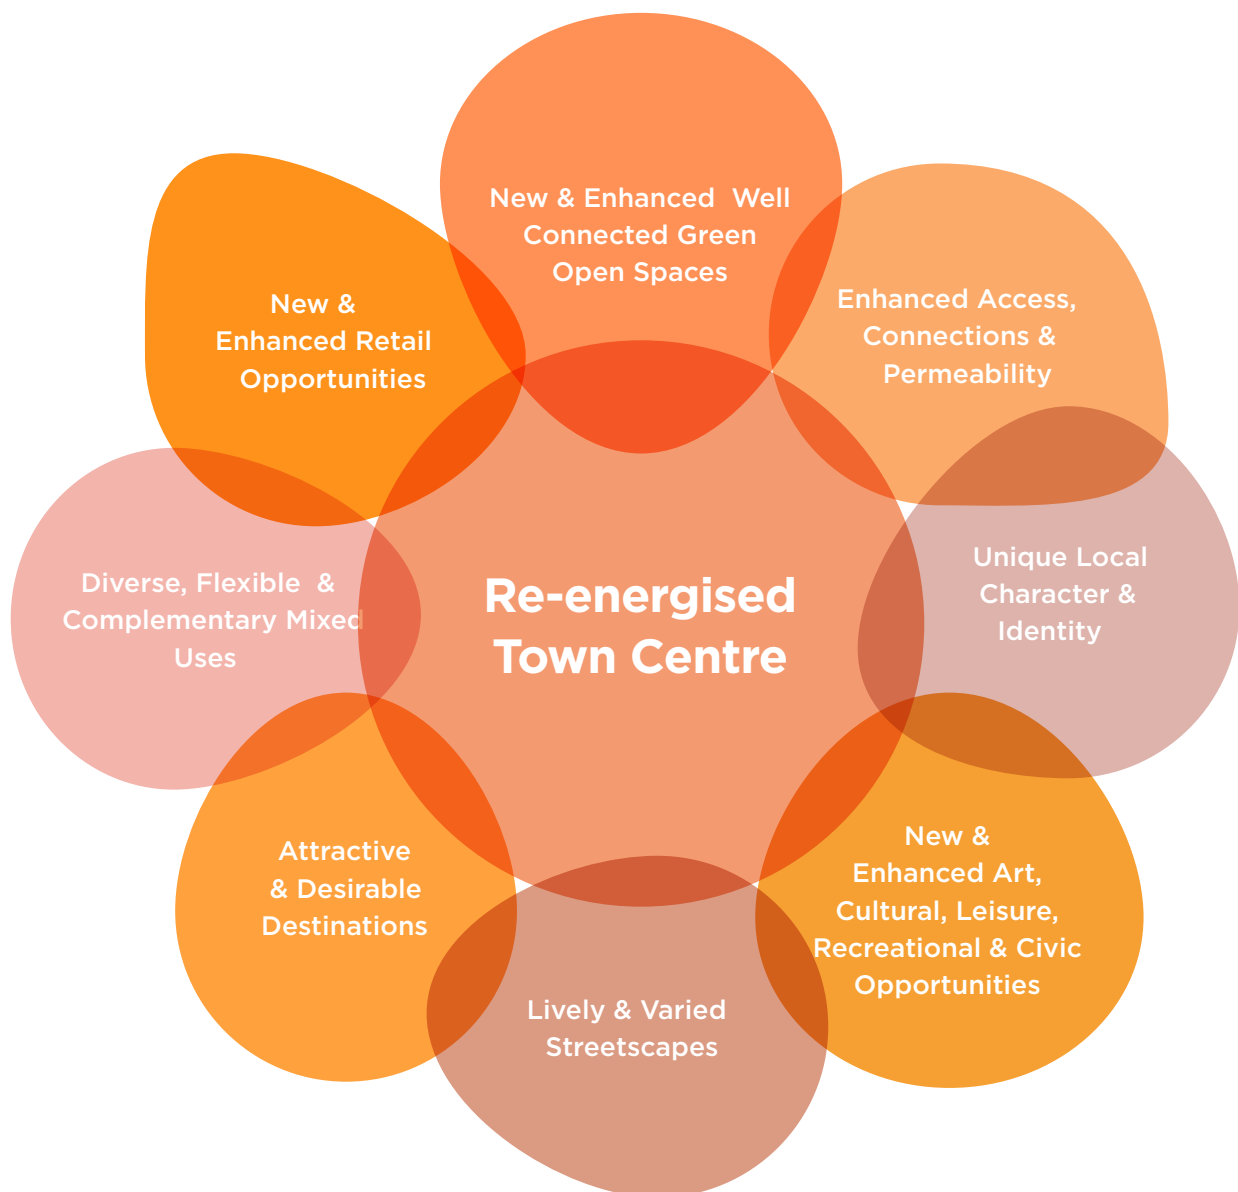 New & Enhanced Well
Connected Green
Open Spaces
Enhanced Access,
Connections &
Permeability
New &
Enhanced Retail
Opportunities
Unique Local
Character &
Identity
Diverse, Flexible &
Complementary Mixed
Uses
Re-energised
Town Centre
New &
Enhanced Art,
Cultural, Leisure,
Recreational & Civic
Opportunities
Attractive
& Desirable
Destinations
Lively & Varied
Streetscapes